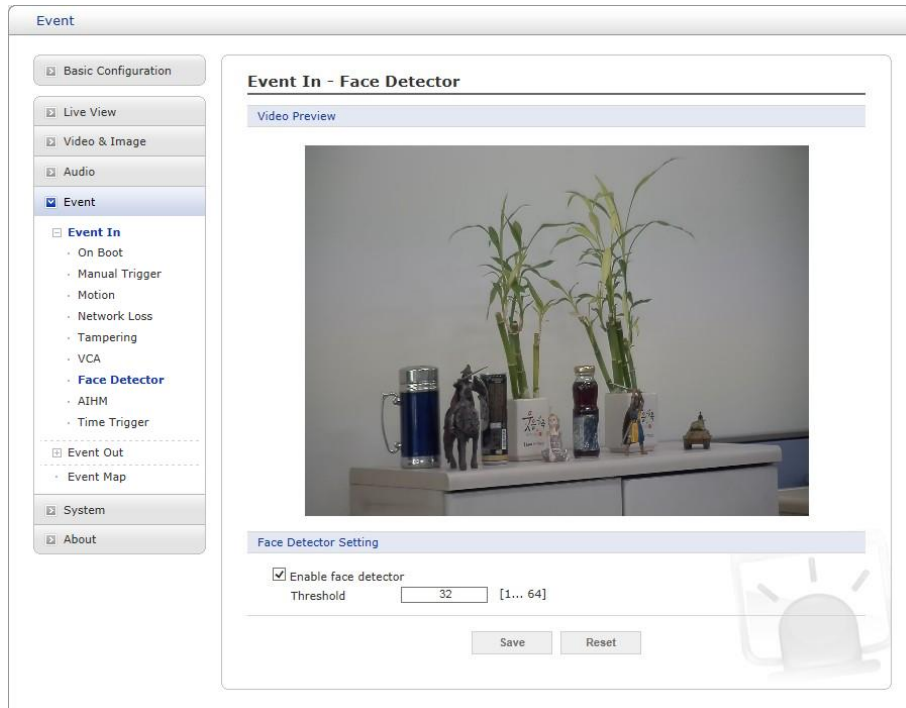 Event
Basic Configuration
Live View
Video & Image
Audio
Event
Event In
On Boot
Manual Trigger
Motion
Network Loss
Tampering
VCA
Face Detector
AIHM
Time Trigger
Event Out
Event Map
System
About
Event In - Face Detector
Video Preview
Face Detector Setting
Enable face detector
Threshold 32 [1... 64]
Save Reset